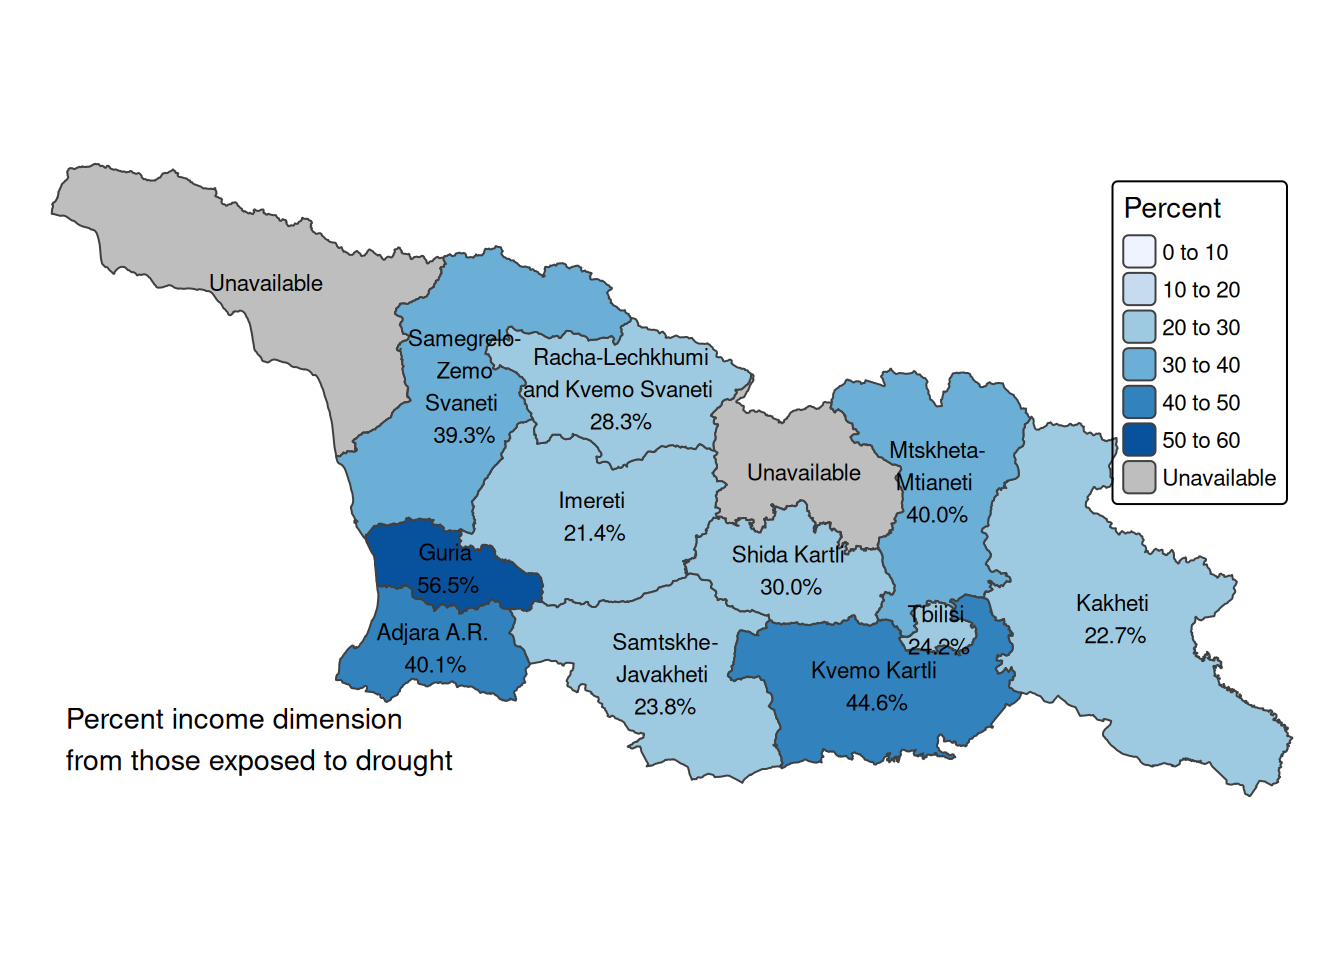 Unavailable
Samegrelo-
Zemo
Svaneti
39.3%
Racha-Lechkhumi
and Kvemo Svaneti
28.3%
Imereti
21.4%
Guria
56.5%
Adjara A.R.
40.1%
Unavailable
Shida Kartli
30.0%
Mtskheta-
Mtianeti
40.0%
Tbilisi
24.2%
Samtskhe-
Javakheti
23.8%
Kvemo Kartli
44.6%
Kakheti
22.7%
Percent
0 to 10
10 to 20
20 to 30
30 to 40
40 to 50
50 to 60
Unavailable
Percent income dimension
from those exposed to drought